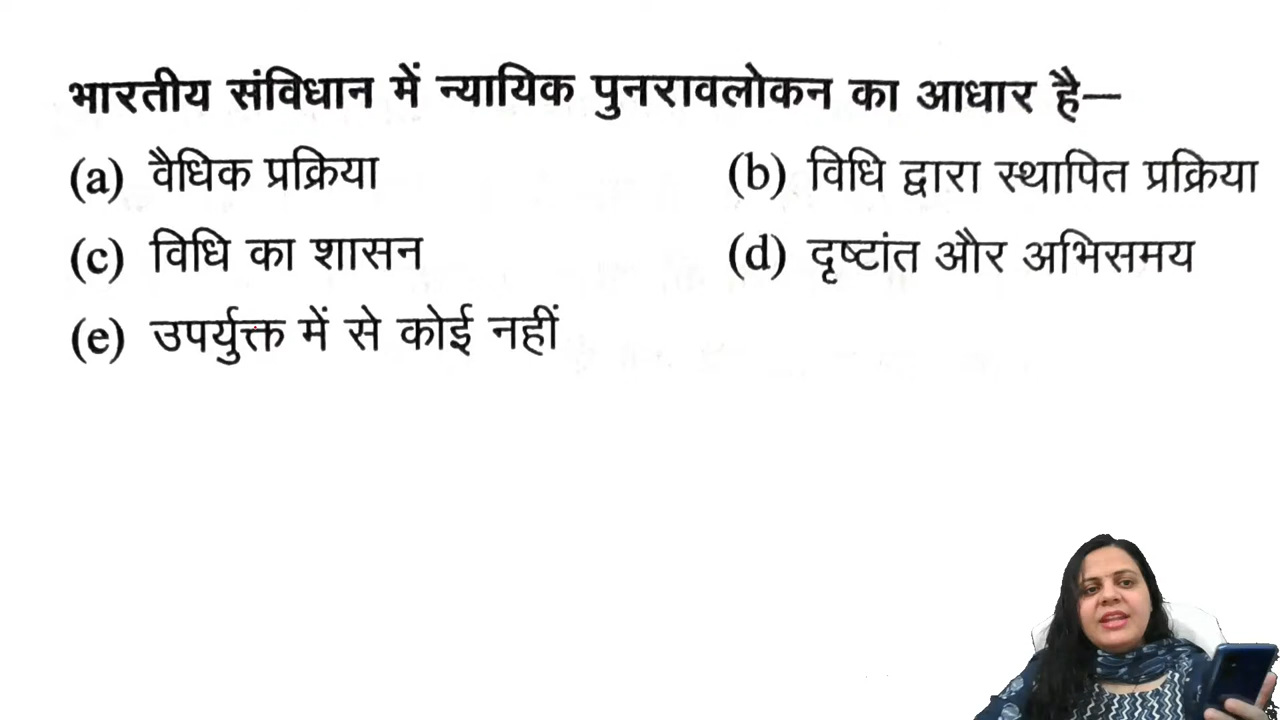 भारतीय संविधान में न्यायिक पुनरावलोकन का आधार है—
(a) वैधिक प्रक्रिया (b) विधि द्वारा स्थापित प्रक्रिया
(c) विधि का शासन (d) दृष्टांत और अभिसमय
(e) उपर्युक्त में से कोई नहीं